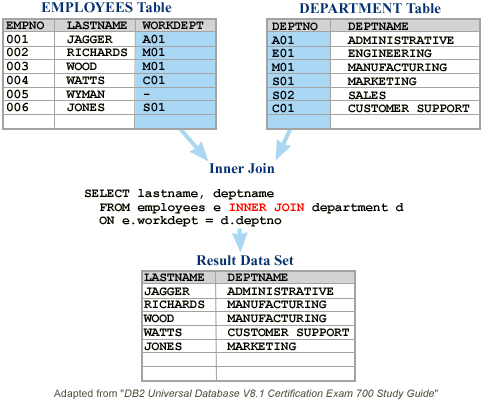 EMPLOYEES Table
EMPNO LASTNAME WORKDEPT
001 JAGGER A01
002 RICHARDS M01
003 WOOD M01
004 WATTS C01
005 WYMAN -
006 JONES S01
DEPARTMENT Table
DEPTNO DEPTNAME
A01 ADMINISTRATIVE
E01 ENGINEERING
M01 MANUFACTURING
S01 MARKETING
S02 SALES
C01 CUSTOMER SUPPORT
Inner Join
SELECT lastname, deptname
FROM employees e INNER JOIN department d
ON e.workdept = d.deptno
Result Data Set
LASTNAME DEPTNAME
JAGGER ADMINISTRATIVE
RICHARDS MANUFACTURING
WOOD MANUFACTURING
WATTS CUSTOMER SUPPORT
JONES MARKETING
Adapted from "DB2 Universal Database V8.1 Certification Exam 700 Study Guide"